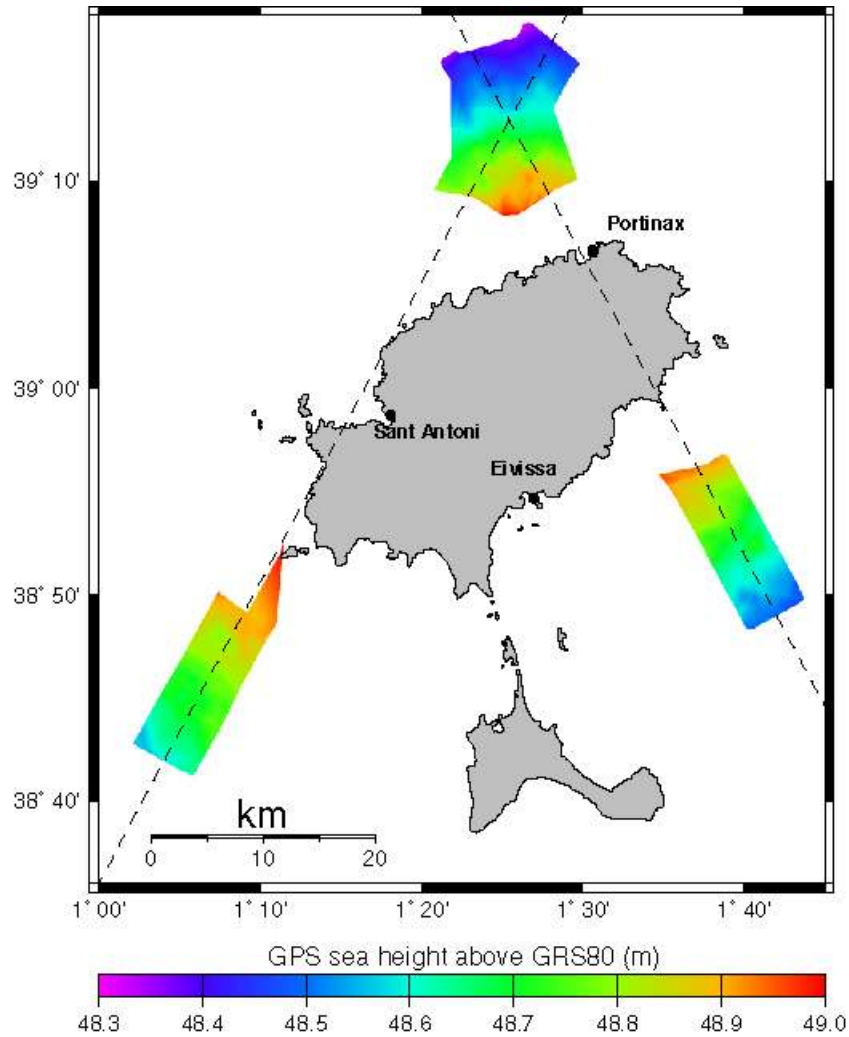 39° 10'
Portinax
39° 00'
Sant Antoni
Eivissa
38° 50'
38° 40'
km
0 10 20
1° 00' 1° 10' 1° 20' 1° 30' 1° 40'
GPS sea height above GRS80 (m)
48.3 48.4 48.5 48.6 48.7 48.8 48.9 49.0